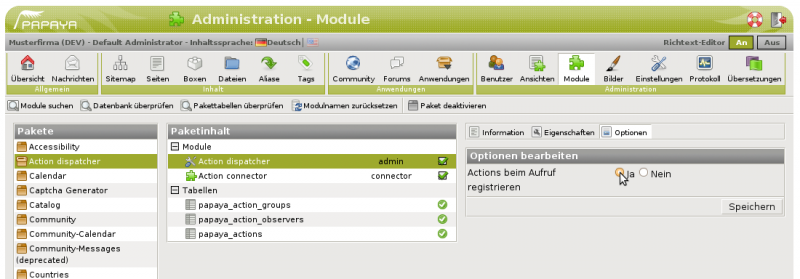 PAPAYA
Administration - Module
Musterfirma (DEV) - Default Administrator - Inhaltssprache: Deutsch
Richtext-Editor An Aus
Übersicht Nachrichten Sitemap Seiten Boxen Dateien Aliase Tags Community Forums Anwendungen Benutzer Ansichten Module Bilder Einstellungen Protokoll Übersetzungen
Allgemein Inhalt Anwendungen Administration
Module suchen Datenbank überprüfen Pakettabellen überprüfen Modulnamen zurücksetzen Paket deaktivieren
Pakete
Accessibility
Action dispatcher
Calendar
Captcha Generator
Catalog
Community
Community-Calendar
Community-Messages
(deprecated)
Countries
Paketinhalt
Module
Action dispatcher admin
Action connector connector
Tabellen
papaya_action_groups
papaya_action_observers
papaya_actions
Information Eigenschaften Optionen
Optionen bearbeiten
Actions beim Aufruf
registrieren
Ja Nein
Speichern